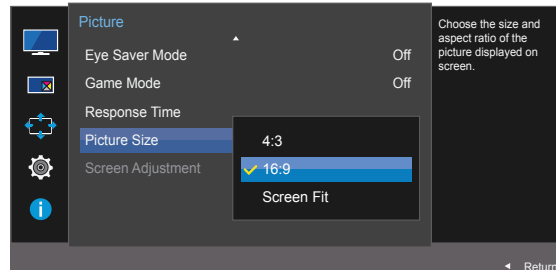 Picture
Eye Saver Mode Off
Game Mode Off
Response Time
Picture Size
Screen Adjustment
4:3
16:9
Screen Fit
Choose the size and
aspect ratio of the
picture displayed on
screen.
Return